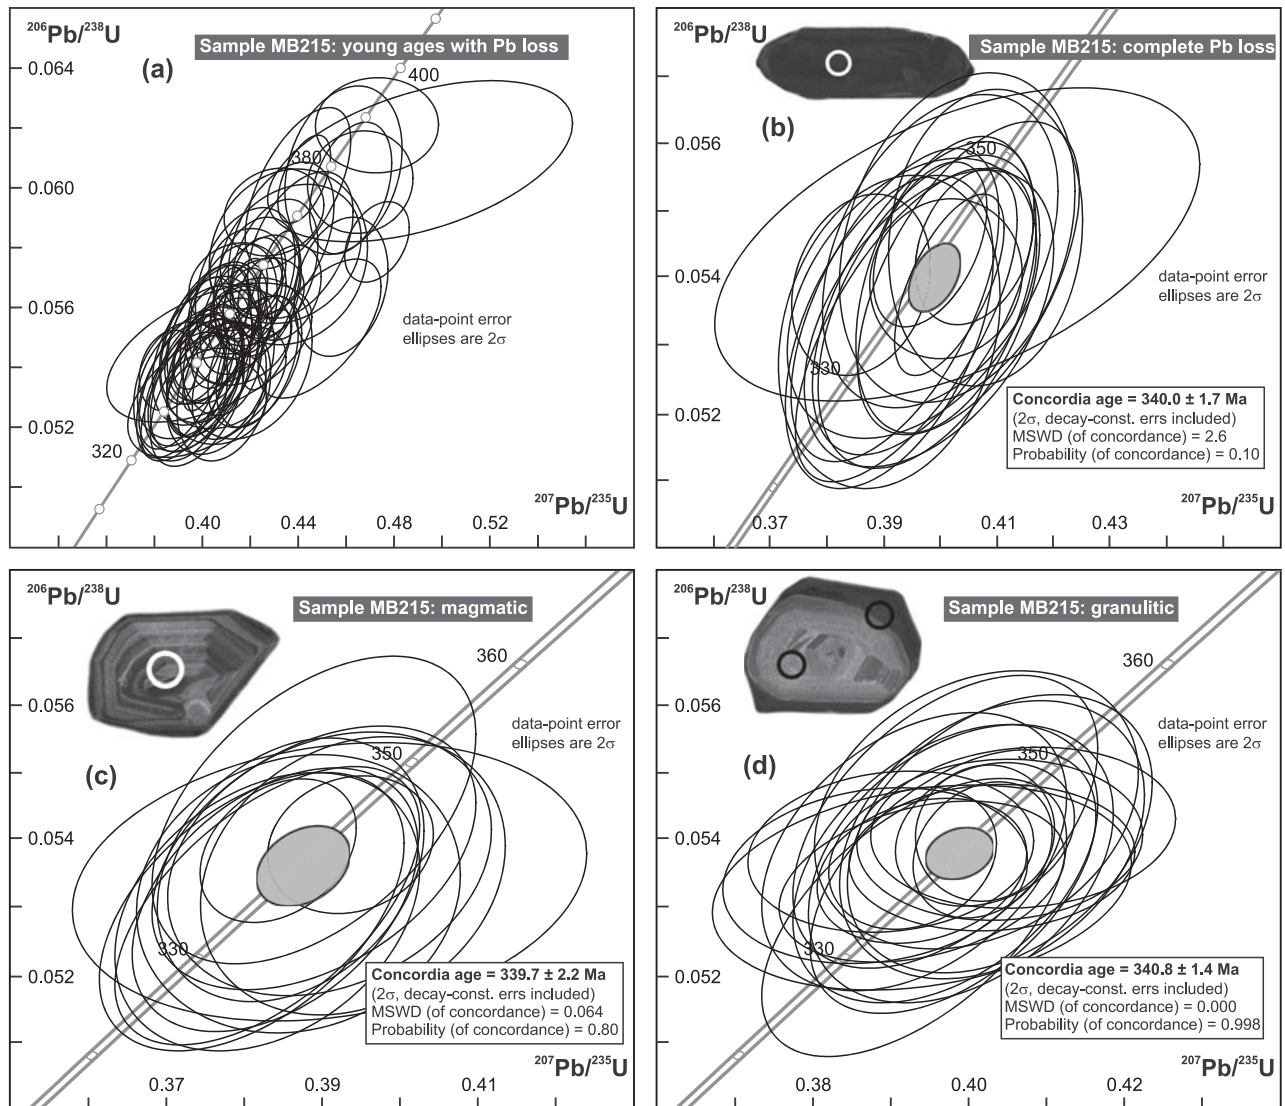 ²⁰⁶Pb/²³⁸U
Sample MB215: young ages with Pb loss
(a)
0.064
0.060
0.056
0.052
400
380
320
data-point error
ellipses are 2σ
²⁰⁷Pb/²³⁵U
0.40 0.44 0.48 0.52
²⁰⁶Pb/²³⁸U
Sample MB215: complete Pb loss
(b)
0.056
0.054
0.052
350
330
data-point error
ellipses are 2σ
Concordia age = 340.0 ± 1.7 Ma
(2σ, decay-const. errs included)
MSWD (of concordance) = 2.6
Probability (of concordance) = 0.10
²⁰⁷Pb/²³⁵U
0.37 0.39 0.41 0.43
²⁰⁶Pb/²³⁸U
Sample MB215: magmatic
(c)
0.056
0.054
0.052
360
350
330
data-point error
ellipses are 2σ
Concordia age = 339.7 ± 2.2 Ma
(2σ, decay-const. errs included)
MSWD (of concordance) = 0.064
Probability (of concordance) = 0.80
²⁰⁷Pb/²³⁵U
0.37 0.39 0.41
²⁰⁶Pb/²³⁸U
Sample MB215: granulitic
(d)
0.056
0.054
0.052
360
350
330
data-point error
ellipses are 2σ
Concordia age = 340.8 ± 1.4 Ma
(2σ, decay-const. errs included)
MSWD (of concordance) = 0.000
Probability (of concordance) = 0.998
²⁰⁷Pb/²³⁵U
0.38 0.40 0.42